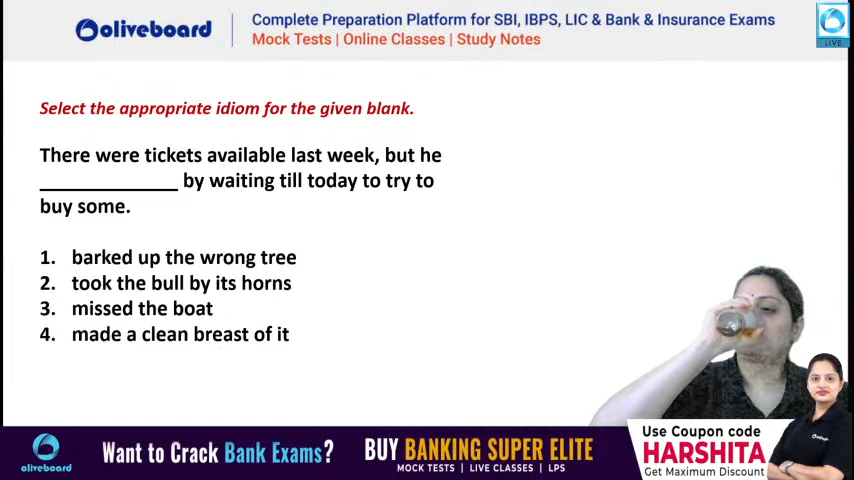 oliveboard
Complete Preparation Platform for SBI, IBPS, LIC & Bank & Insurance Exams
Mock Tests | Online Classes | Study Notes
LIVE
Select the appropriate idiom for the given blank.
There were tickets available last week, but he
_____________ by waiting till today to try to
buy some.
1. barked up the wrong tree
2. took the bull by its horns
3. missed the boat
4. made a clean breast of it
oliveboard
Want to Crack Bank Exams?
BUY BANKING SUPER ELITE
MOCK TESTS | LIVE CLASSES | LPS
Use Coupon code
HARSHITA
Get Maximum Discount